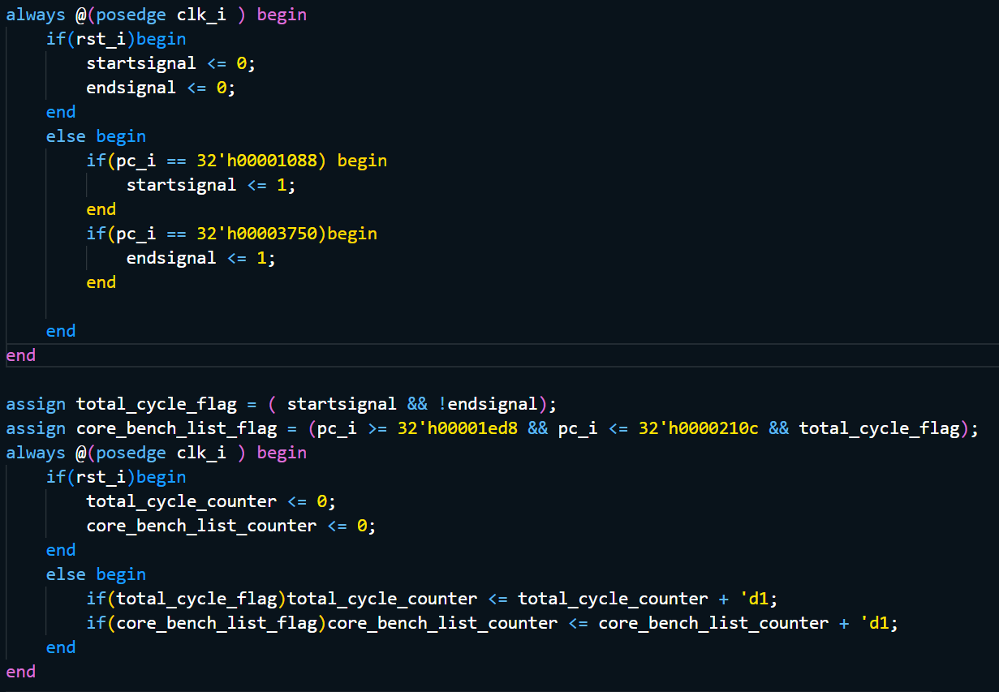 always @(posedge clk_i ) begin
    if(rst_i)begin
        startsignal <= 0;
        endsignal <= 0;
    end
    else begin
        if(pc_i == 32'h00001088) begin
            startsignal <= 1;
        end
        if(pc_i == 32'h00003750)begin
            endsignal <= 1;
        end

    end
end

assign total_cycle_flag = ( startsignal && !endsignal);
assign core_bench_list_flag = (pc_i >= 32'h00001ed8 && pc_i <= 32'h0000210c && total_cycle_flag);
always @(posedge clk_i ) begin
    if(rst_i)begin
        total_cycle_counter <= 0;
        core_bench_list_counter <= 0;
    end
    else begin
        if(total_cycle_flag)total_cycle_counter <= total_cycle_counter + 'd1;
        if(core_bench_list_flag)core_bench_list_counter <= core_bench_list_counter + 'd1;
    end
end